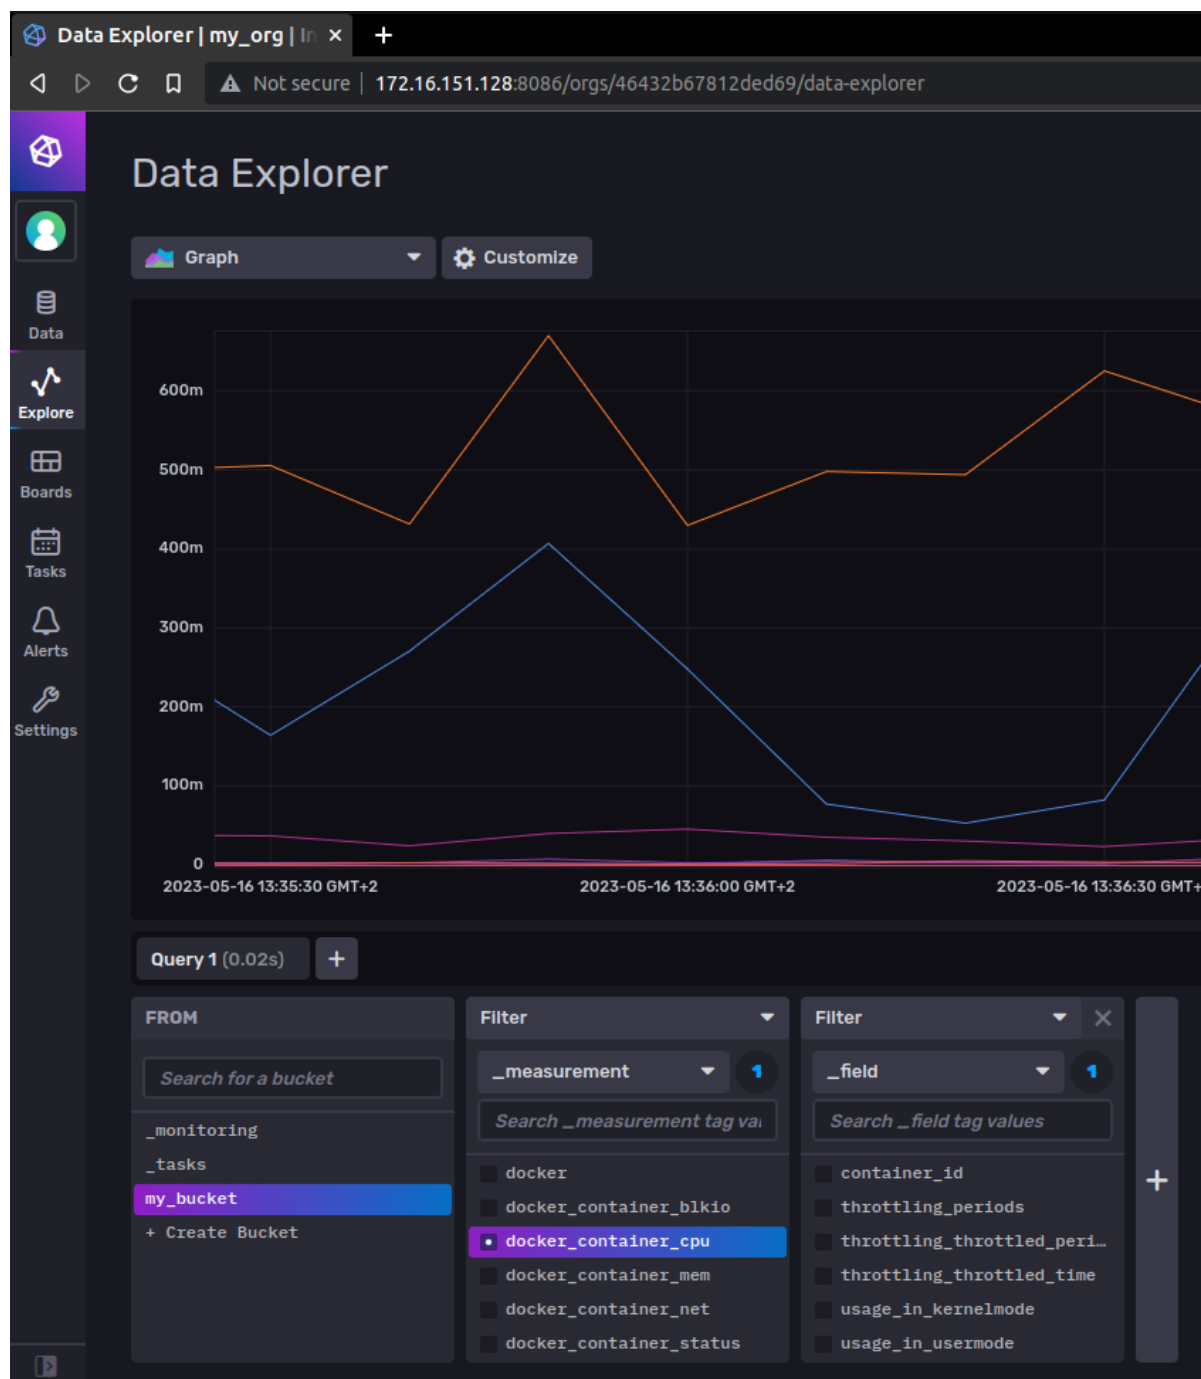 Data Explorer | my_org | In
Not secure | 172.16.151.128:8086/orgs/46432b67812ded69/data-explorer
Data Explorer
Graph
Customize
Data
Explore
Boards
Tasks
Alerts
Settings
600m
500m
400m
300m
200m
100m
0
2023-05-16 13:35:30 GMT+2
2023-05-16 13:36:00 GMT+2
2023-05-16 13:36:30 GMT+
Query 1 (0.02s)
FROM
Search for a bucket
_monitoring
_tasks
my_bucket
+ Create Bucket
Filter
_measurement
1
Search _measurement tag val
docker
docker_container_blkio
docker_container_cpu
docker_container_mem
docker_container_net
docker_container_status
Filter
_field
1
Search _field tag values
container_id
throttling_periods
throttling_throttled_peri…
throttling_throttled_time
usage_in_kernelmode
usage_in_usermode